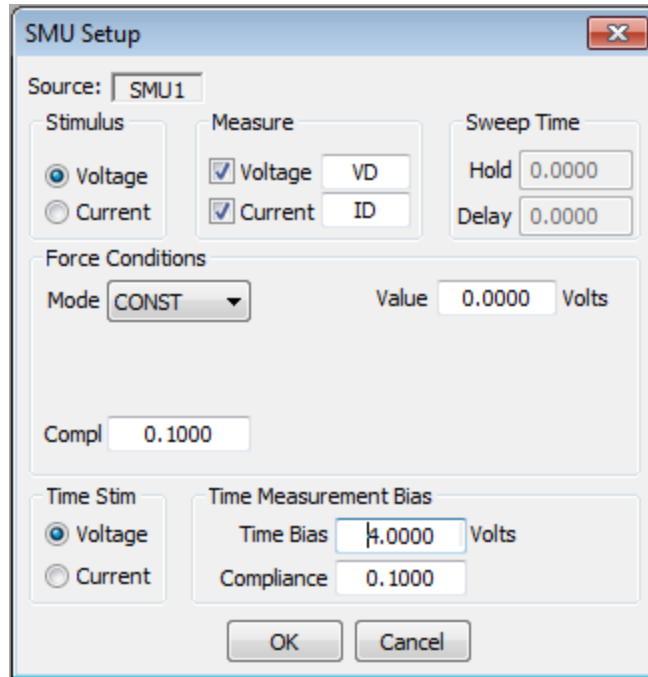 SMU Setup
Source: SMU1
Stimulus
Voltage
Current
Measure
Voltage VD
Current ID
Sweep Time
Hold 0.0000
Delay 0.0000
Force Conditions
Mode CONST
Value 0.0000 Volts
Compl 0.1000
Time Stim
Voltage
Current
Time Measurement Bias
Time Bias 4.0000 Volts
Compliance 0.1000
OK
Cancel